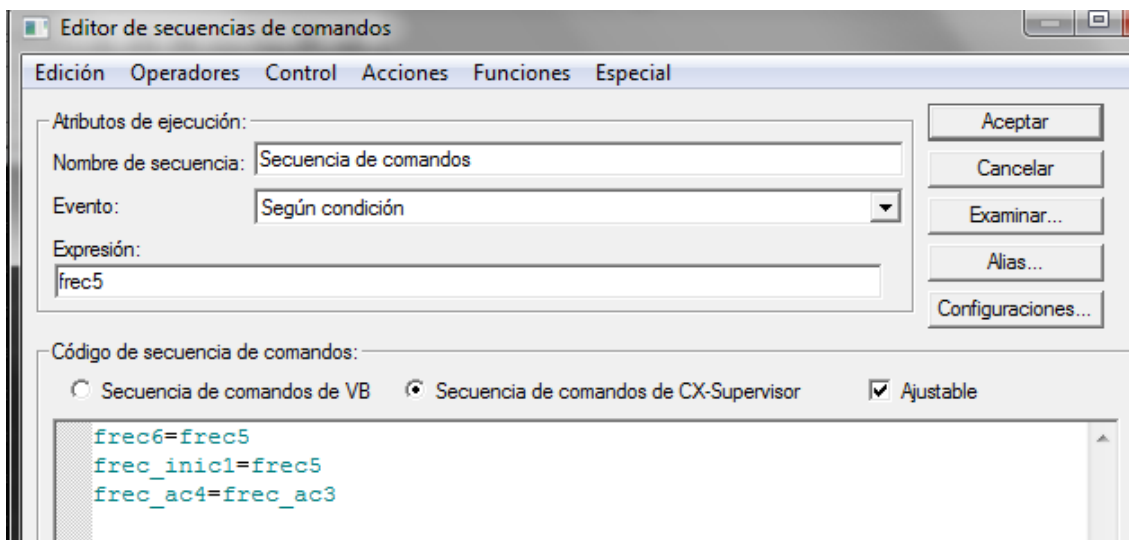 Editor de secuencias de comandos
Edición Operadores Control Acciones Funciones Especial
Atributos de ejecución:
Aceptar
Nombre de secuencia: Secuencia de comandos
Cancelar
Evento: Según condición
Examinar...
Expresión:
Alias...
frec5
Configuraciones...
Código de secuencia de comandos:
Secuencia de comandos de VB Secuencia de comandos de CX-Supervisor Ajustable
frec6=frec5
frec_inic1=frec5
frec_ac4=frec_ac3